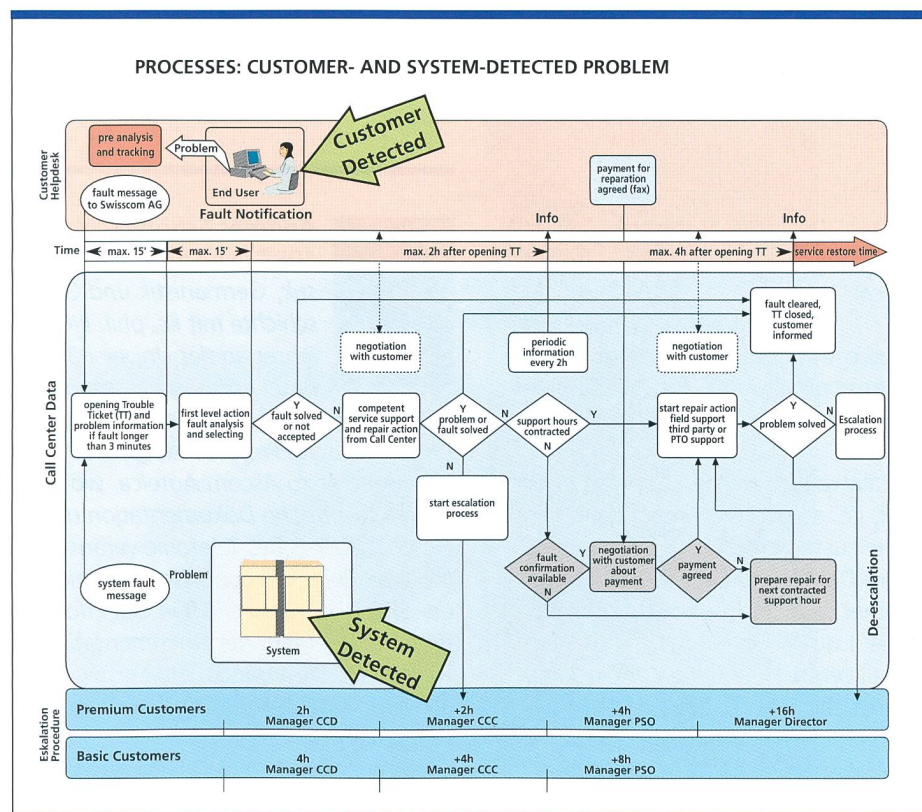 PROCESSES: CUSTOMER- AND SYSTEM-DETECTED PROBLEM
Customer
Helpdesk
pre analysis
and tracking
Problem
End User
Fault Notification
Customer
Detected
fault message
to Swisscom AG
payment for
reparation
agreed (fax)
Info
Info
Time
max. 15'
max. 15'
max. 2h after opening TT
max. 4h after opening TT
service restore time
Call Center Data
negotiation
with customer
periodic
information
every 2h
negotiation
with customer
fault cleared,
TT closed,
customer
informed
opening Trouble
Ticket (TT) and
problem information
if fault longer
than 3 minutes
first level action
fault analysis
and selecting
Y
fault solved
or not
accepted
N
competent
service support
and repair action
from Call Center
Y
problem or
fault solved
N
N
support hours
contracted
Y
N
start repair action
field support
third party or
PTO support
Y
problem solved
N
Escalation
process
start escalation
process
fault
confirmation
available
Y
N
negotiation
with customer
about
payment
Y
payment
agreed
N
prepare repair for
next contracted
support hour
De-escalation
system fault
message
Problem
System
System
Detected
Eskalation
Procedure
Premium Customers
2h
Manager CCD
+2h
Manager CCC
+4h
Manager PSO
+16h
Manager Director
Basic Customers
4h
Manager CCD
+4h
Manager CCC
+8h
Manager PSO